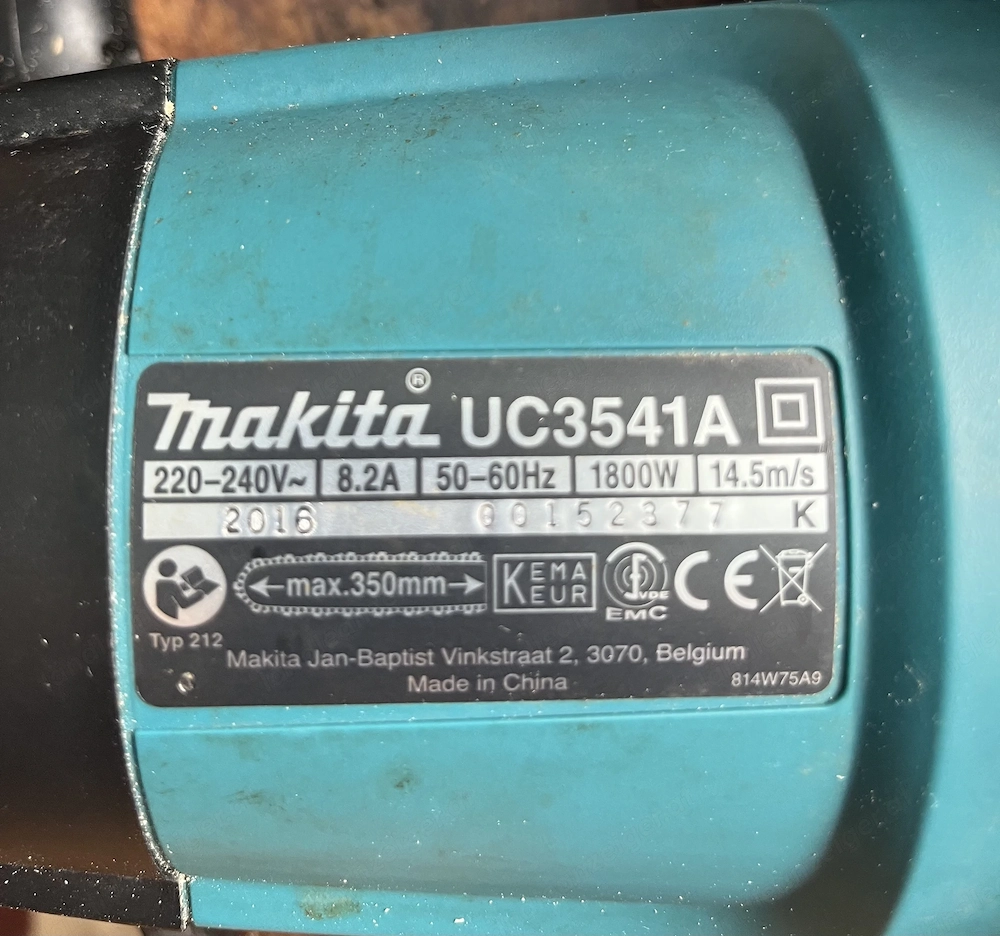 makita® UC3541A
220-240V~ 8.2A 50-60Hz 1800W 14.5m/s
2016 00152377 K
max.350mm KEMA KEUR VDE EMC CE
Typ 212
Makita Jan-Baptist Vinkstraat 2, 3070, Belgium
Made in China 814W75A9